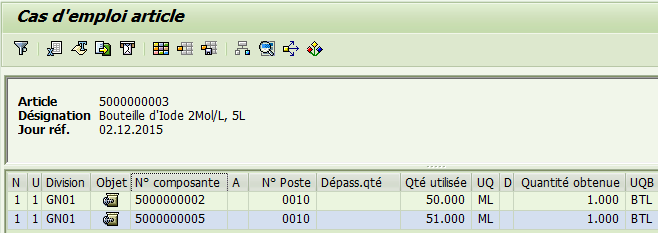 Cas d'emploi article
Article 5000000003
Désignation Bouteille d'Iode 2Mol/L, 5L
Jour réf. 02.12.2015
N U Division Objet N° composante A N° Poste Dépass.qté Qté utilisée UQ D Quantité obtenue UQB
1 1 GN01 5000000002 0010 50.000 ML 1.000 BTL
1 1 GN01 5000000005 0010 51.000 ML 1.000 BTL